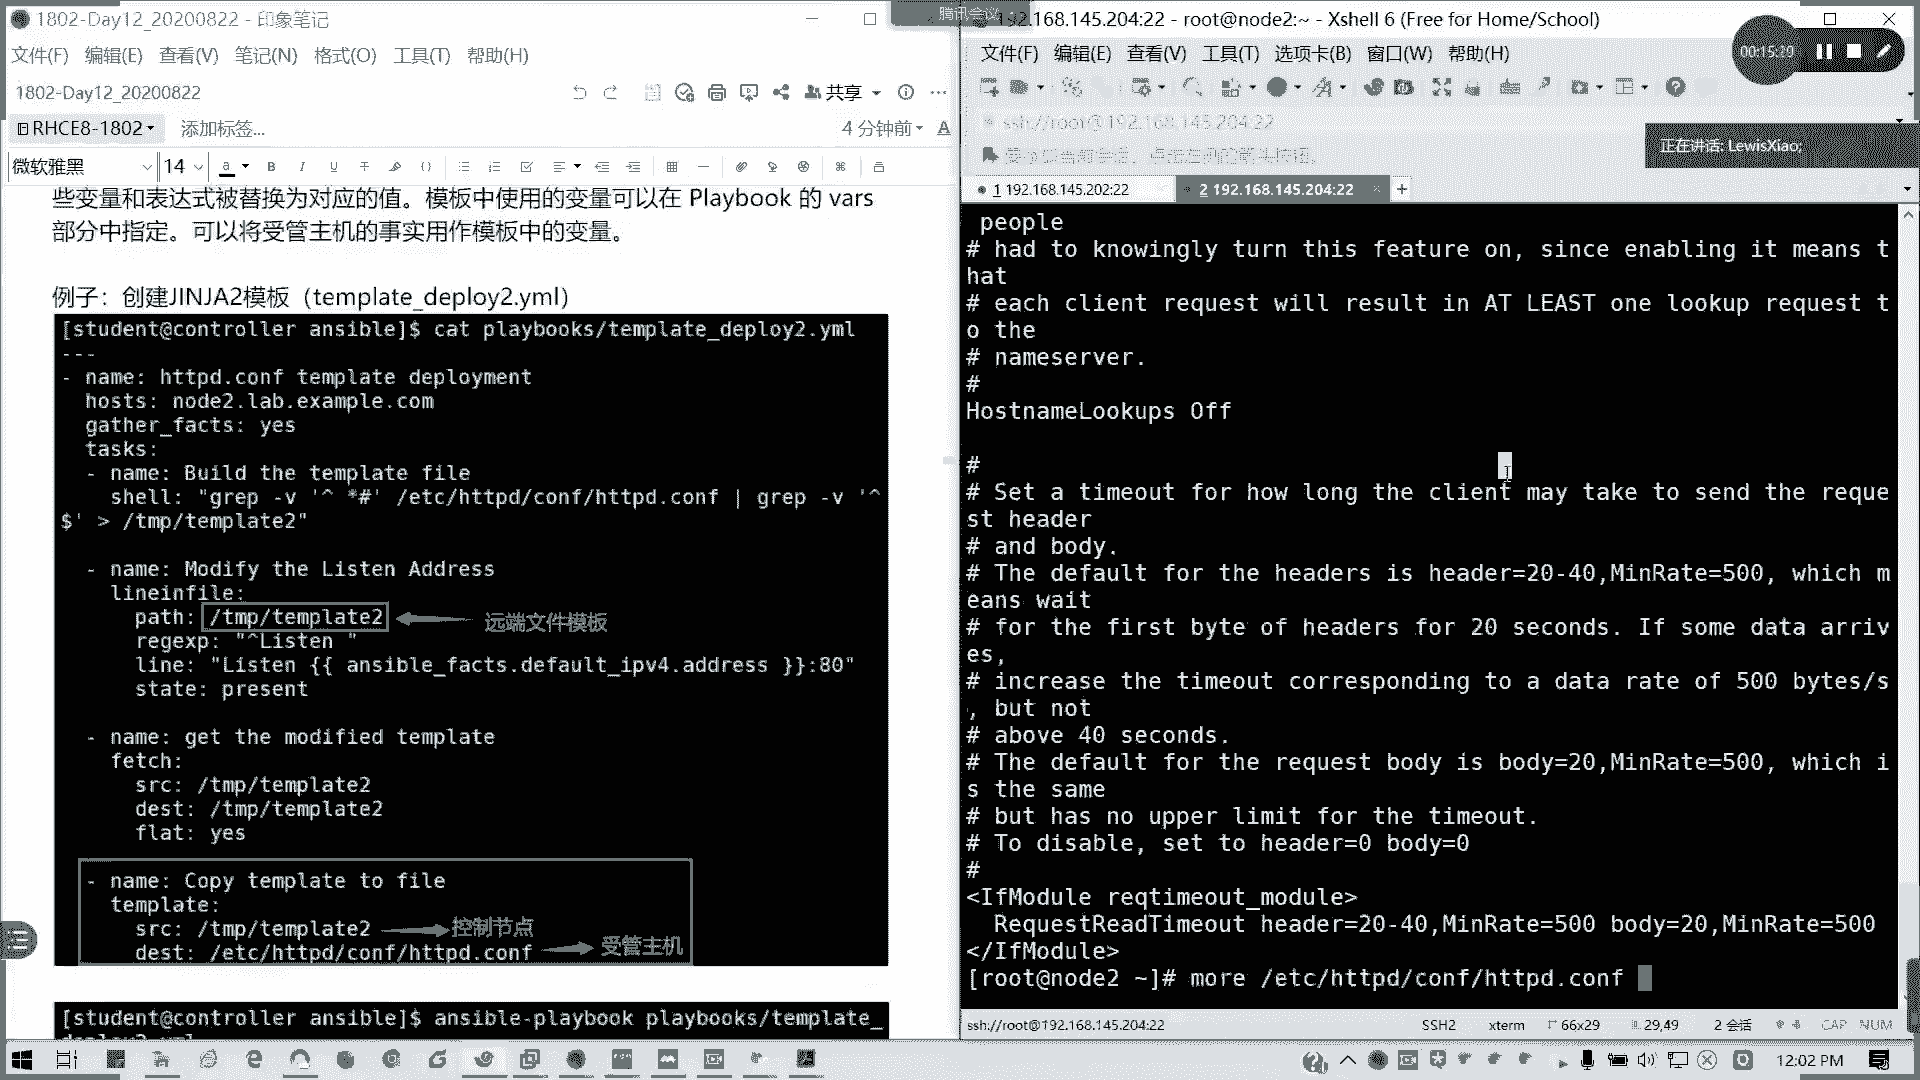 1802-Day12_20200822 - 印象笔记
文件(F) 编辑(E) 查看(V) 笔记(N) 格式(O) 工具(T) 帮助(H)
1802-Day12_20200822
共享
RHCE8-1802 添加标签...
4 分钟前
微软雅黑 14
些变量和表达式被替换为对应的值。模板中使用的变量可以在 Playbook 的 vars
部分中指定。可以将受管主机的事实用作模板中的变量。
例子：创建JINJA2模板（template_deploy2.yml）
[student@controller ansible]$ cat playbooks/template_deploy2.yml
---
- name: httpd.conf template deployment
hosts: node2.lab.example.com
gather_facts: yes
tasks:
- name: Build the template file
shell: "grep -v '^ *#' /etc/httpd/conf/httpd.conf | grep -v '^
$' > /tmp/template2"
- name: Modify the Listen Address
lineinfile:
path: /tmp/template2 远端文件模板
regexp: "^Listen "
line: "Listen {{ ansible_facts.default_ipv4.address }}:80"
state: present
- name: get the modified template
fetch:
src: /tmp/template2
dest: /tmp/template2
flat: yes
- name: Copy template to file
template:
src: /tmp/template2 控制节点
dest: /etc/httpd/conf/httpd.conf 受管主机
[student@controller ansible]$ ansible-playbook playbooks/template_
deploy2.yml
腾讯会议
192.168.145.204:22 - root@node2:~ - Xshell 6 (Free for Home/School)
文件(F) 编辑(E) 查看(V) 工具(T) 选项卡(B) 窗口(W) 帮助(H)
00:15:29
ssh://root@192.168.145.204:22
正在讲话: LewisXiao;
1 192.168.145.202:22
2 192.168.145.204:22
people
# had to knowingly turn this feature on, since enabling it means t
hat
# each client request will result in AT LEAST one lookup request t
o the
# nameserver.
#
HostnameLookups Off
#
# Set a timeout for how long the client may take to send the reque
st header
# and body.
# The default for the headers is header=20-40,MinRate=500, which m
eans wait
# for the first byte of headers for 20 seconds. If some data arriv
es,
# increase the timeout corresponding to a data rate of 500 bytes/s
, but not
# above 40 seconds.
# The default for the request body is body=20,MinRate=500, which i
s the same
# but has no upper limit for the timeout.
# To disable, set to header=0 body=0
#
<IfModule reqtimeout_module>
RequestReadTimeout header=20-40,MinRate=500 body=20,MinRate=500
</IfModule>
[root@node2 ~]# more /etc/httpd/conf/httpd.conf
ssh://root@192.168.145.204:22 SSH2 xterm 66x29 29,49 2 会话 CAP NUM
12:02 PM